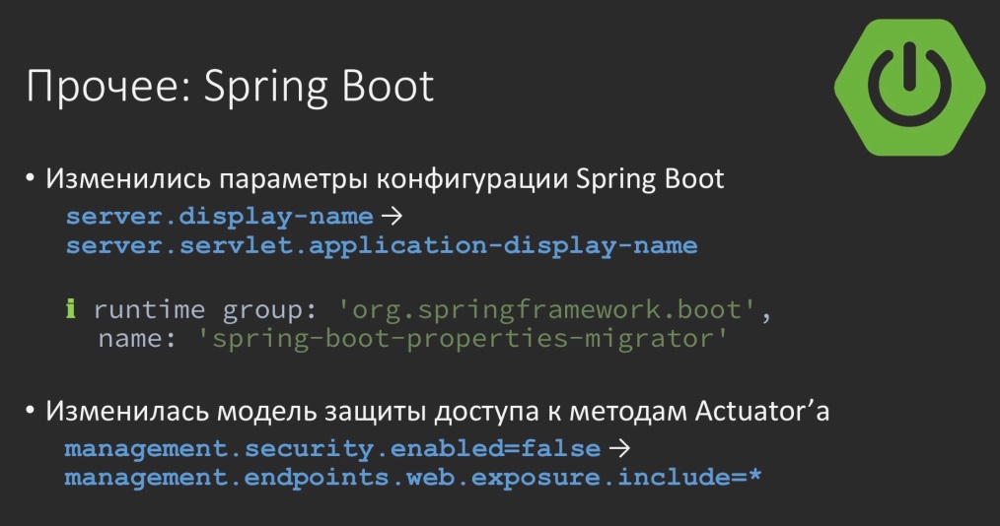 Прочее: Spring Boot
• Изменились параметры конфигурации Spring Boot
server.display-name →
server.servlet.application-display-name
i runtime group: 'org.springframework.boot',
name: 'spring-boot-properties-migrator'
• Изменилась модель защиты доступа к методам Actuator’а
management.security.enabled=false →
management.endpoints.web.exposure.include=*